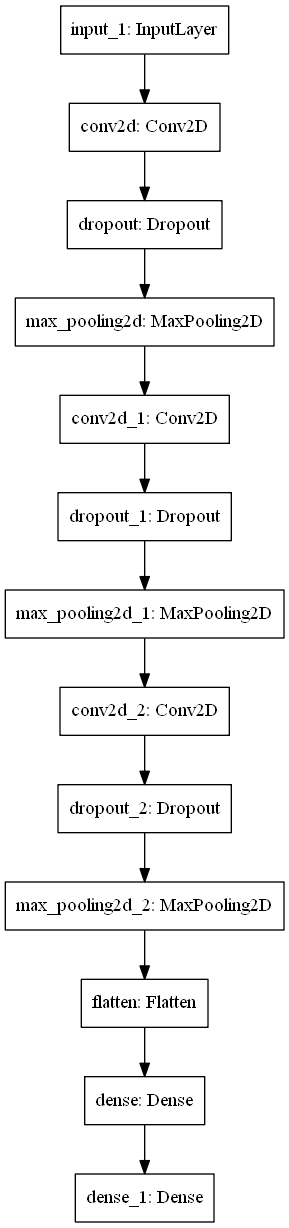 input_1: InputLayer
conv2d: Conv2D
dropout: Dropout
max_pooling2d: MaxPooling2D
conv2d_1: Conv2D
dropout_1: Dropout
max_pooling2d_1: MaxPooling2D
conv2d_2: Conv2D
dropout_2: Dropout
max_pooling2d_2: MaxPooling2D
flatten: Flatten
dense: Dense
dense_1: Dense